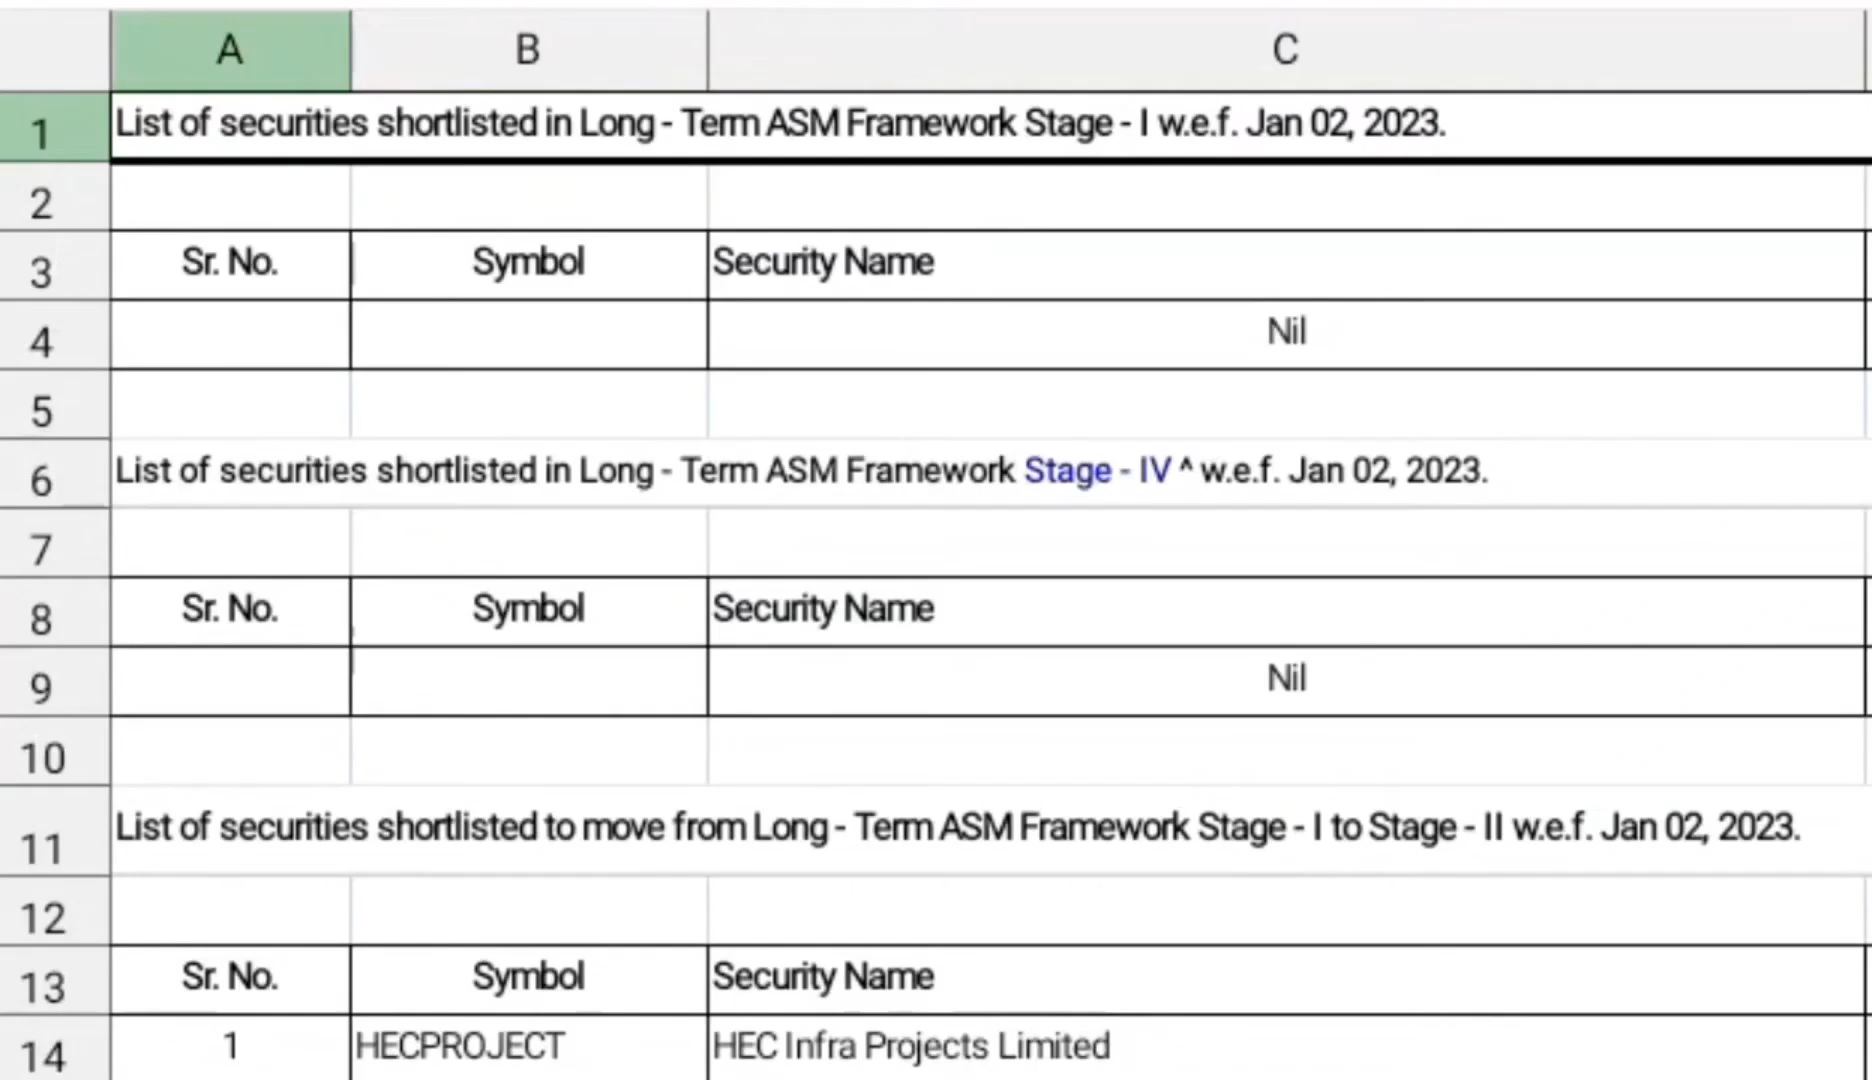 A B C
1 List of securities shortlisted in Long - Term ASM Framework Stage - I w.e.f. Jan 02, 2023.
2
3 Sr. No. Symbol Security Name
4 Nil
5
6 List of securities shortlisted in Long - Term ASM Framework Stage - IV ^ w.e.f. Jan 02, 2023.
7
8 Sr. No. Symbol Security Name
9 Nil
10
11 List of securities shortlisted to move from Long - Term ASM Framework Stage - I to Stage - II w.e.f. Jan 02, 2023.
12
13 Sr. No. Symbol Security Name
14 1 HECPROJECT HEC Infra Projects Limited